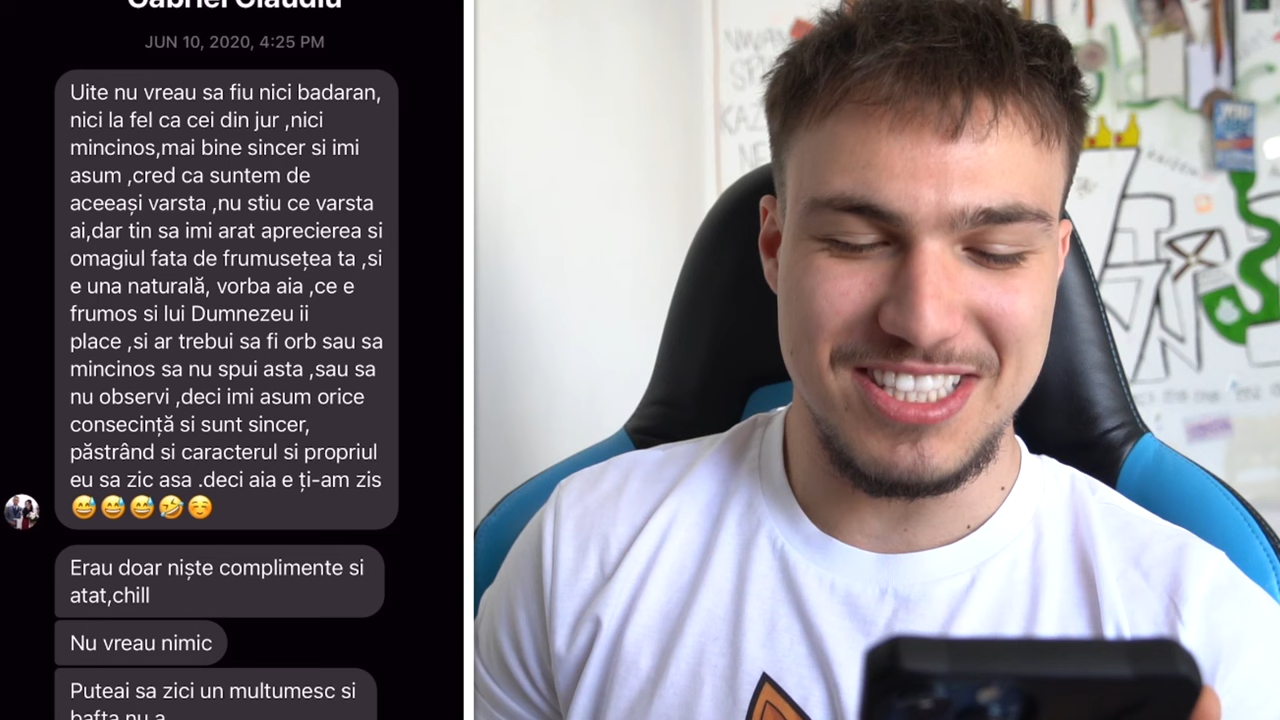 Gabriel Claudiu
JUN 10, 2020, 4:25 PM
Uite nu vreau sa fiu nici badaran,
nici la fel ca cei din jur ,nici
mincinos,mai bine sincer si imi
asum ,cred ca suntem de
aceeași varsta ,nu stiu ce varsta
ai,dar tin sa imi arat aprecierea si
omagiul fata de frumusețea ta ,si
e una naturală, vorba aia ,ce e
frumos si lui Dumnezeu ii
place ,si ar trebui sa fi orb sau sa
mincinos sa nu spui asta ,sau sa
nu observi ,deci imi asum orice
consecință si sunt sincer,
păstrând si caracterul si propriul
eu sa zic asa .deci aia e ți-am zis
😅😅😅🤣☺️
Erau doar niște complimente si
atat,chill
Nu vreau nimic
Puteai sa zici un multumesc si
bafta nu a